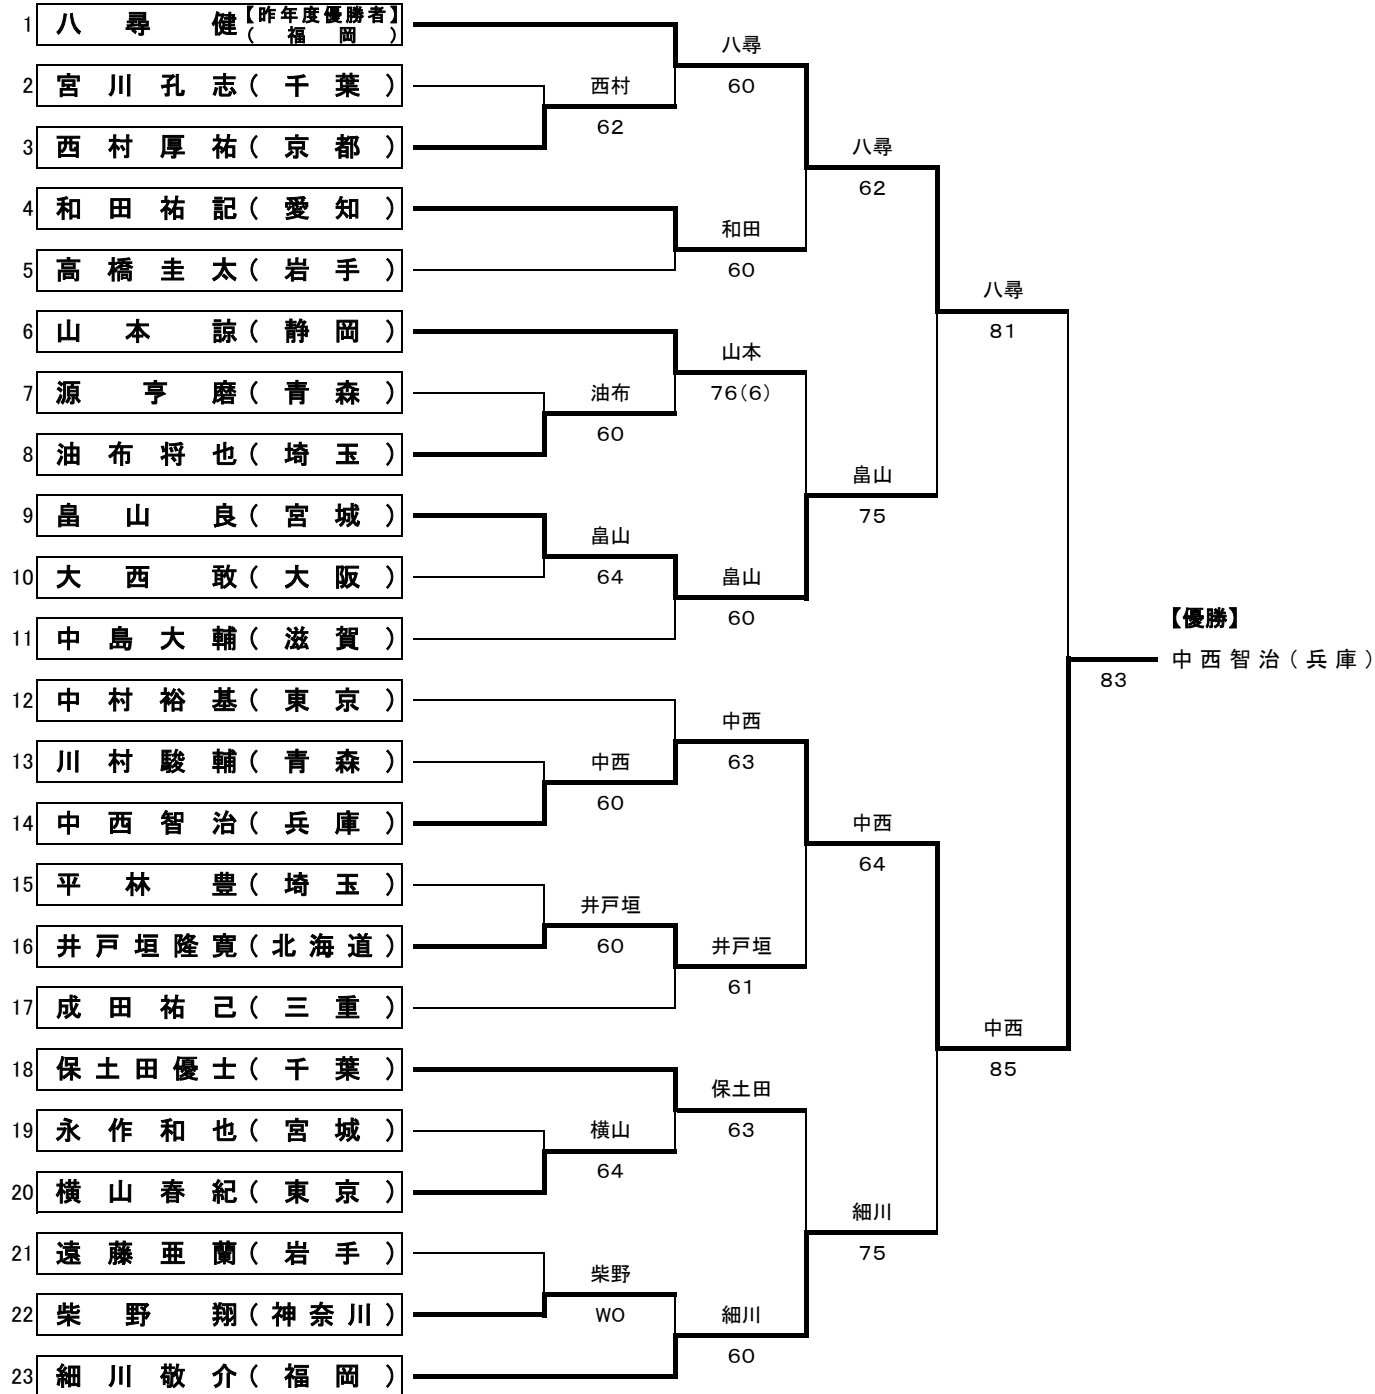 1 八尋健【昨年度優勝者】(福岡)
八尋
2 宮川孔志(千葉) 西村 60
3 西村厚祐(京都) 62
八尋
62
4 和田祐記(愛知)
和田
5 高橋圭太(岩手) 60
八尋
6 山本諒(静岡) 81
山本
7 源亨磨(青森) 油布 76(6)
8 油布将也(埼玉) 60
畠山
9 畠山良(宮城) 75
畠山
10 大西敢(大阪) 64 畠山
60
【優勝】
11 中島大輔(滋賀)
中西智治(兵庫)
83
12 中村裕基(東京)
中西
13 川村駿輔(青森) 中西 63
60
14 中西智治(兵庫) 中西
64
15 平林豊(埼玉)
井戸垣
16 井戸垣隆寛(北海道) 60 井戸垣
61
17 成田祐己(三重)
中西
18 保土田優士(千葉) 85
保土田
19 永作和也(宮城) 横山 63
64
20 横山春紀(東京)
細川
21 遠藤亜蘭(岩手) 75
柴野
22 柴野翔(神奈川) WO 細川
60
23 細川敬介(福岡)